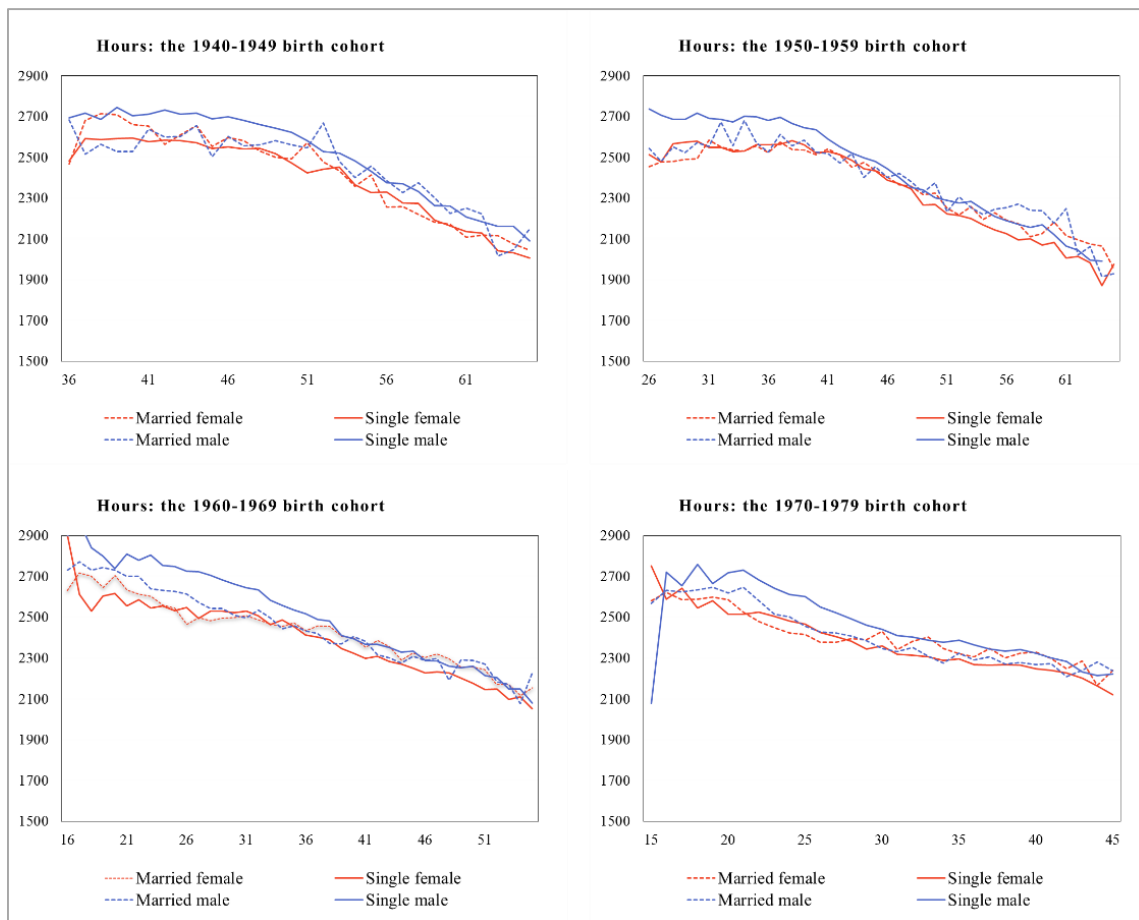 Hours: the 1940-1949 birth cohort
2900
2700
2500
2300
2100
1900
1700
1500
36 41 46 51 56 61
Married female Single female
Married male Single male
Hours: the 1950-1959 birth cohort
2900
2700
2500
2300
2100
1900
1700
1500
26 31 36 41 46 51 56 61
Married female Single female
Married male Single male
Hours: the 1960-1969 birth cohort
2900
2700
2500
2300
2100
1900
1700
1500
16 21 26 31 36 41 46 51
Married female Single female
Married male Single male
Hours: the 1970-1979 birth cohort
2900
2700
2500
2300
2100
1900
1700
1500
15 20 25 30 35 40 45
Married female Single female
Married male Single male